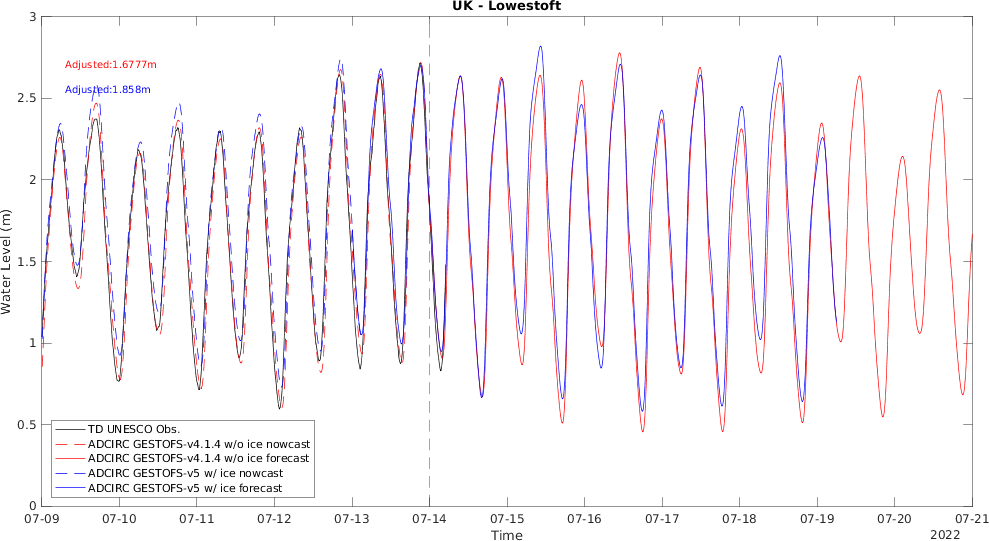 UK - Lowestoft
3
Adjusted:1.6777m
2.5
Adjusted:1.858m
2
Water Level (m)
1.5
1
0.5
TD UNESCO Obs.
ADCIRC GESTOFS-v4.1.4 w/o ice nowcast
ADCIRC GESTOFS-v4.1.4 w/o ice forecast
ADCIRC GESTOFS-v5 w/ ice nowcast
ADCIRC GESTOFS-v5 w/ ice forecast
0
07-09 07-10 07-11 07-12 07-13 07-14 07-15 07-16 07-17 07-18 07-19 07-20 07-21
Time
2022